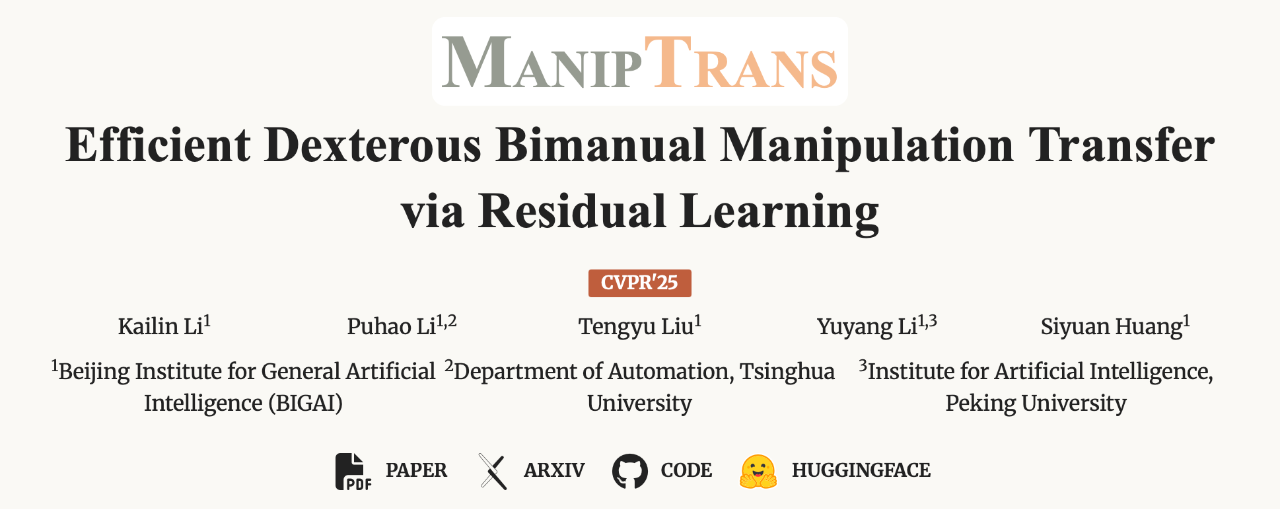 MANIPTRANS
Efficient Dexterous Bimanual Manipulation Transfer
via Residual Learning
CVPR'25
Kailin Li¹ Puhao Li¹,² Tengyu Liu¹ Yuyang Li¹,³ Siyuan Huang¹
¹Beijing Institute for General Artificial ²Department of Automation, Tsinghua ³Institute for Artificial Intelligence,
Intelligence (BIGAI) University Peking University
PDF PAPER ARXIV CODE HUGGINGFACE